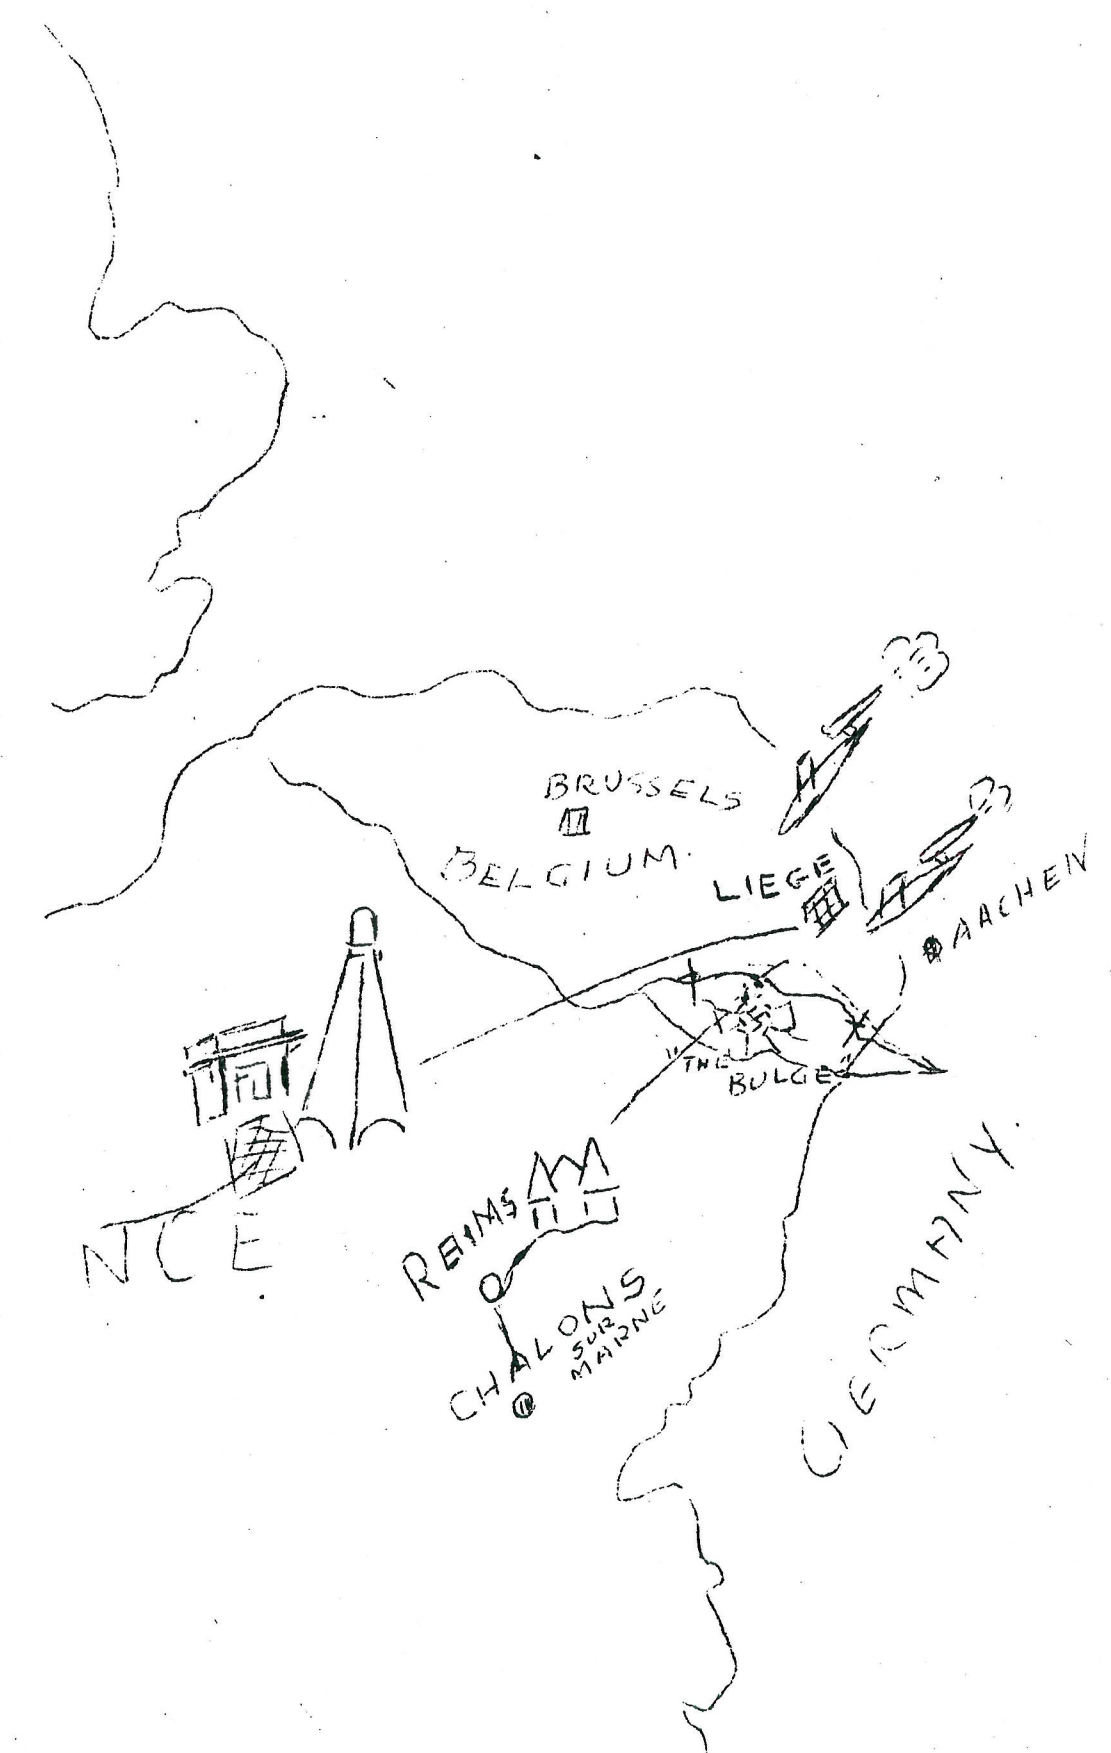 BRUSSELS
BELGIUM.
LIEGE
AACHEN
"THE
BULGE"
NCE
REIMS
CHALONS
SUR
MARNE
GERMANY.